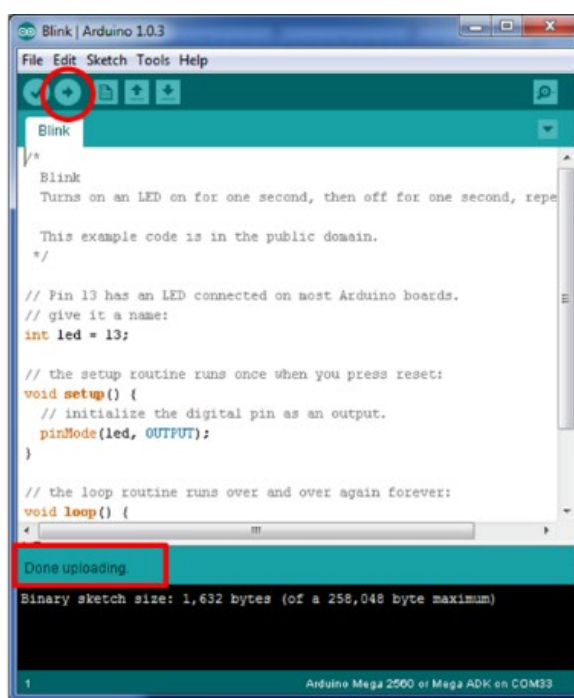 Blink | Arduino 1.0.3
File Edit Sketch Tools Help
Blink
/*
Blink
Turns on an LED on for one second, then off for one second, repe
This example code is in the public domain.
*/
// Pin 13 has an LED connected on most Arduino boards.
// give it a name:
int led = 13;
// the setup routine runs once when you press reset:
void setup() {
// initialize the digital pin as an output.
pinMode(led, OUTPUT);
}
// the loop routine runs over and over again forever:
void loop() {
Done uploading.
Binary sketch size: 1,632 bytes (of a 258,048 byte maximum)
1
Arduino Mega 2560 or Mega ADK on COM33